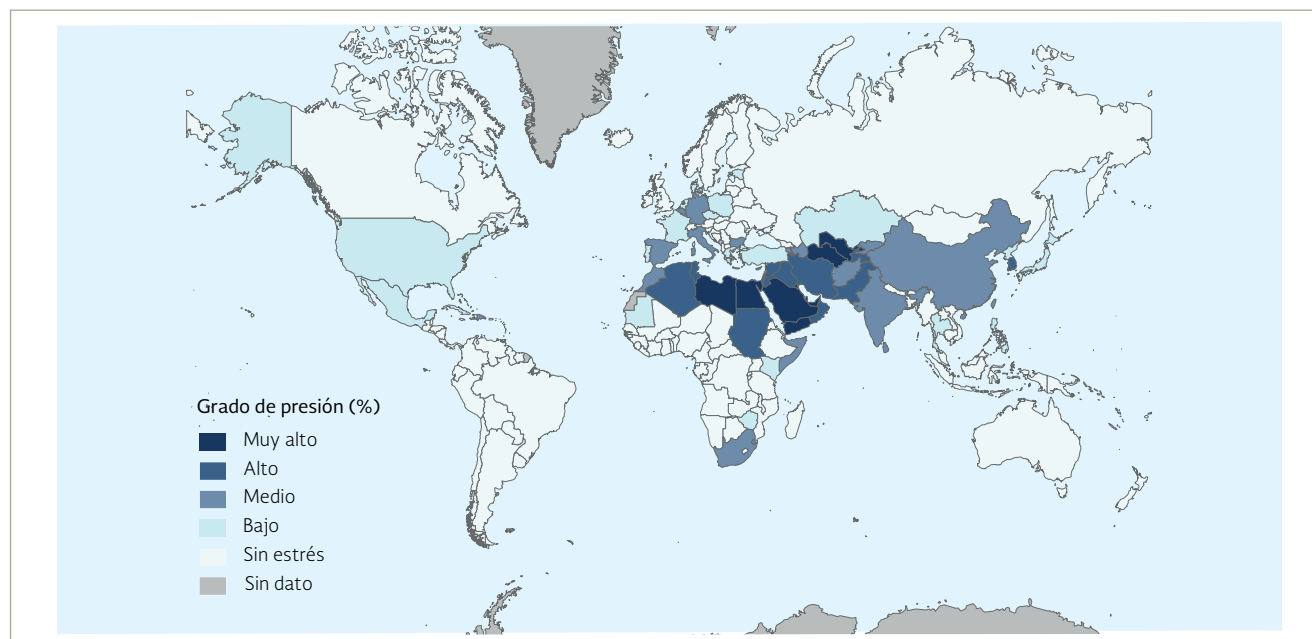 Grado de presión (%)
Muy alto
Alto
Medio
Bajo
Sin estrés
Sin dato